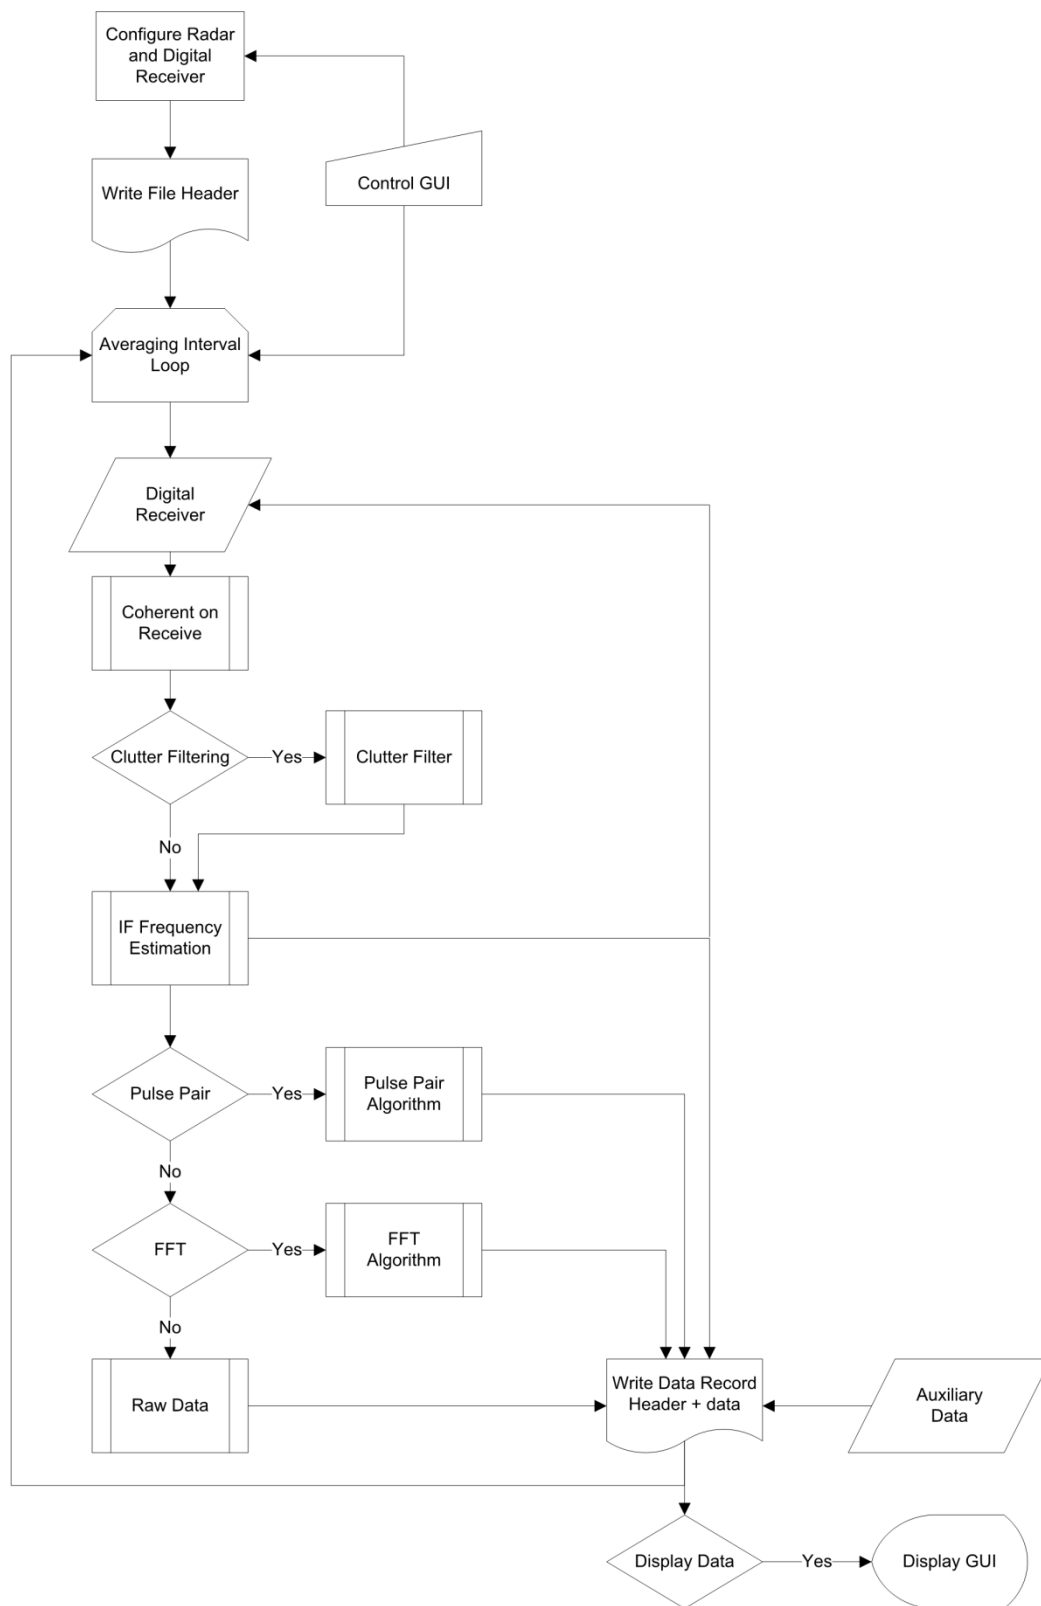 Configure Radar
and Digital
Receiver
Write File Header
Control GUI
Averaging Interval
Loop
Digital
Receiver
Coherent on
Receive
Clutter Filtering
Yes
Clutter Filter
No
IF Frequency
Estimation
Pulse Pair
Yes
Pulse Pair
Algorithm
No
FFT
Yes
FFT
Algorithm
No
Raw Data
Write Data Record
Header + data
Auxiliary
Data
Display Data
Yes
Display GUI